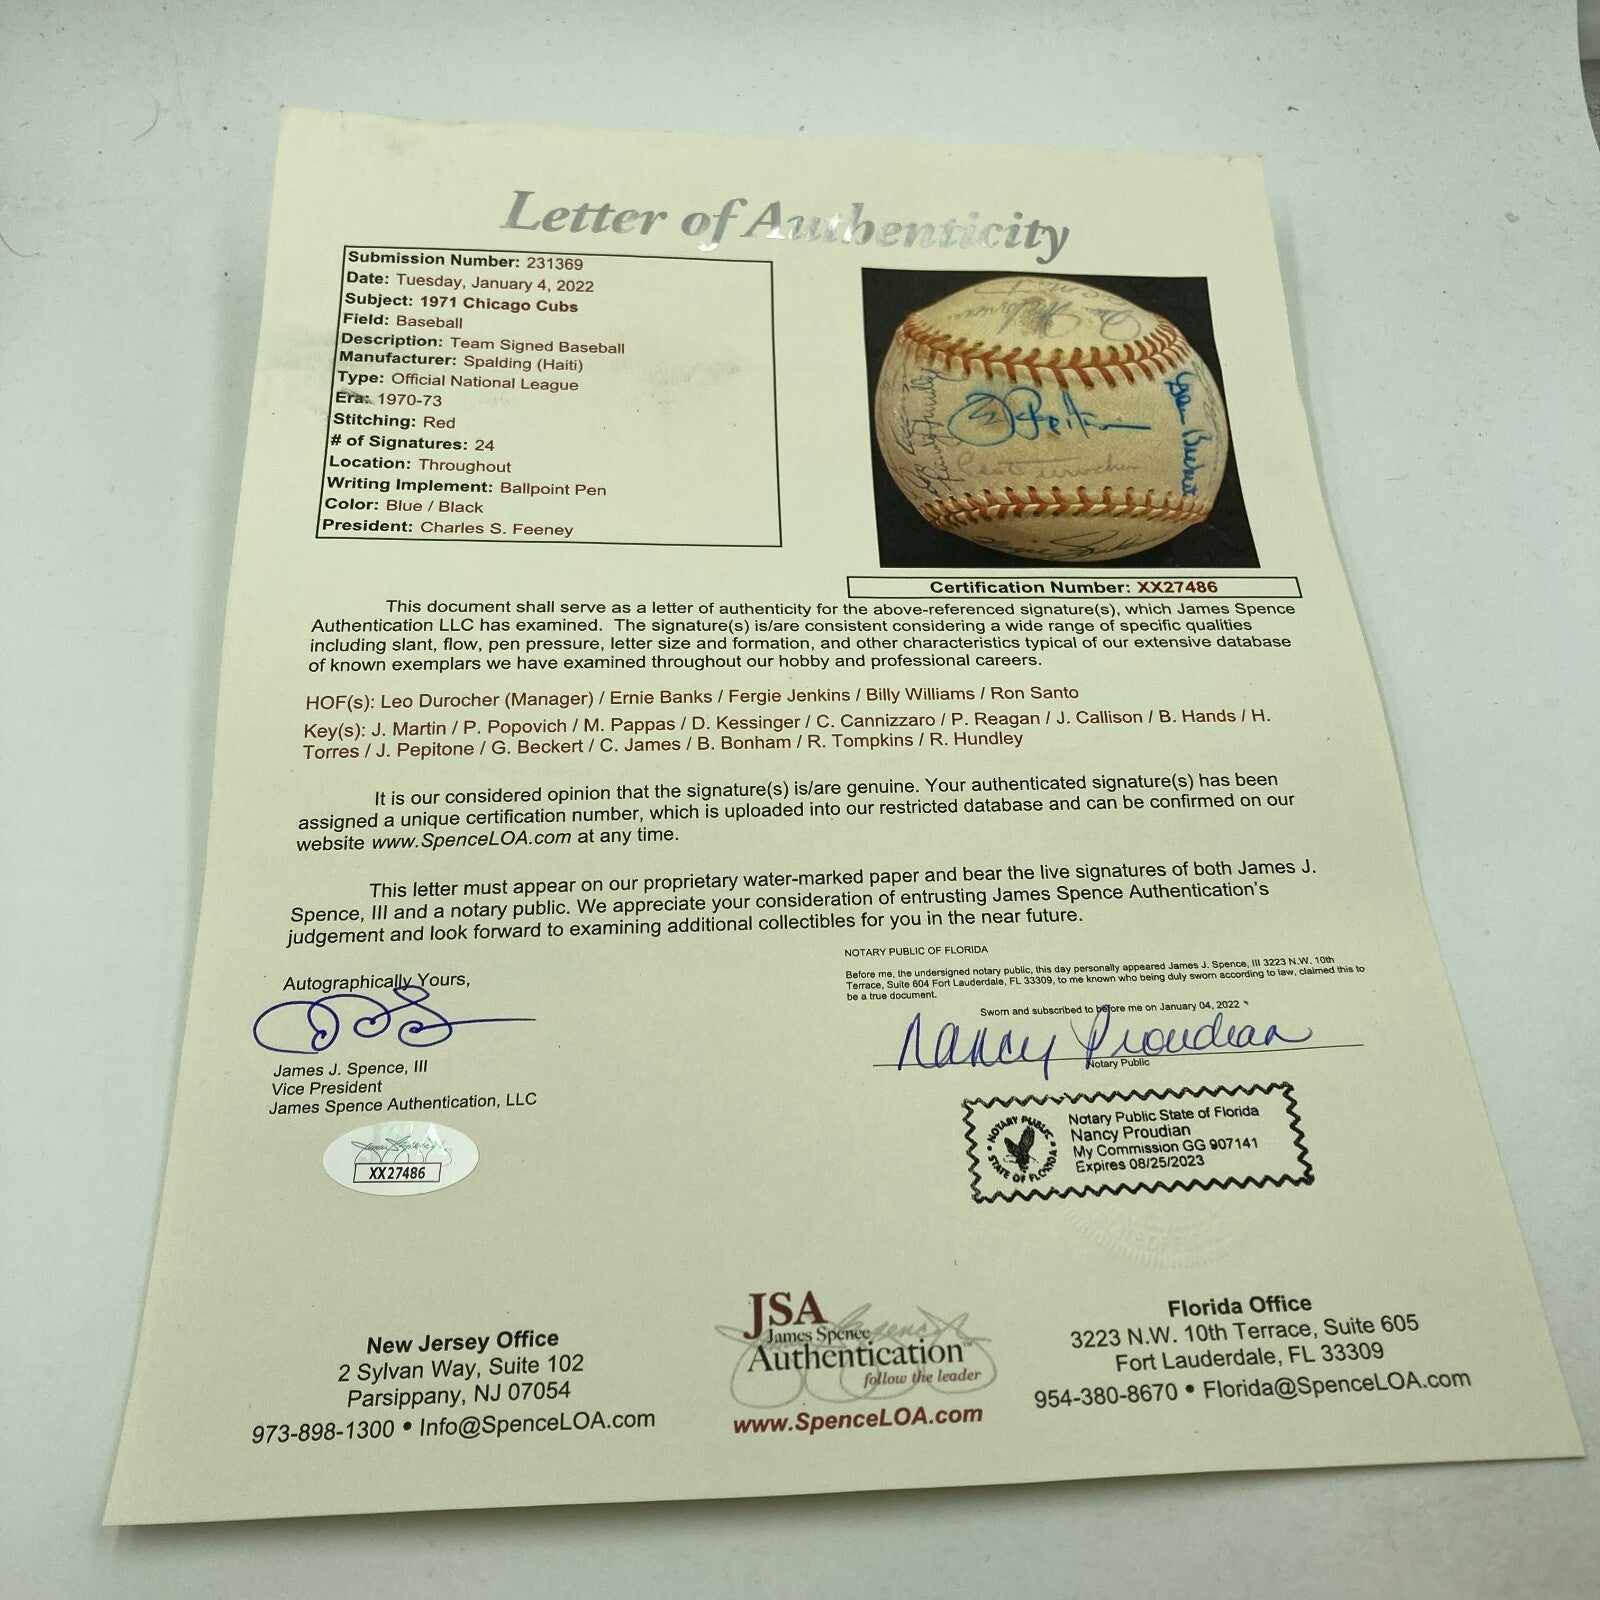 Letter of Authenticity
Submission Number: 231369
Date: Tuesday, January 4, 2022
Subject: 1971 Chicago Cubs
Field: Baseball
Description: Team Signed Baseball
Manufacturer: Spalding (Haiti)
Type: Official National League
Era: 1970-73
Stitching: Red
# of Signatures: 24
Location: Throughout
Writing Implement: Ballpoint Pen
Color: Blue / Black
President: Charles S. Feeney
Leo Durocher
Glenn Beckert
Certification Number: XX27486
This document shall serve as a letter of authenticity for the above-referenced signature(s), which James Spence
Authentication LLC has examined. The signature(s) is/are consistent considering a wide range of specific qualities
including slant, flow, pen pressure, letter size and formation, and other characteristics typical of our extensive database
of known exemplars we have examined throughout our hobby and professional careers.
HOF(s): Leo Durocher (Manager) / Ernie Banks / Fergie Jenkins / Billy Williams / Ron Santo
Key(s): J. Martin / P. Popovich / M. Pappas / D. Kessinger / C. Cannizzaro / P. Reagan / J. Callison / B. Hands / H.
Torres / J. Pepitone / G. Beckert / C. James / B. Bonham / R. Tompkins / R. Hundley
It is our considered opinion that the signature(s) is/are genuine. Your authenticated signature(s) has been
assigned a unique certification number, which is uploaded into our restricted database and can be confirmed on our
website www.SpenceLOA.com at any time.
This letter must appear on our proprietary water-marked paper and bear the live signatures of both James J.
Spence, III and a notary public. We appreciate your consideration of entrusting James Spence Authentication's
judgement and look forward to examining additional collectibles for you in the near future.
NOTARY PUBLIC OF FLORIDA
Before me, the undersigned notary public, this day personally appeared James J. Spence, III 3223 N.W. 10th
Terrace, Suite 604 Fort Lauderdale, FL 33309, to me known who being duly sworn according to law, claimed this to
be a true document.
Sworn and subscribed to before me on January 04, 2022
Nancy Proudian
Notary Public
Autographically Yours,
James J. Spence, III
Vice President
James Spence Authentication, LLC
XX27486
NOTARY PUBLIC
STATE OF FLORIDA
Notary Public State of Florida
Nancy Proudian
My Commission GG 907141
Expires 08/25/2023
New Jersey Office
2 Sylvan Way, Suite 102
Parsippany, NJ 07054
973-898-1300 • Info@SpenceLOA.com
JSA
James Spence
Authentication™
follow the leader
www.SpenceLOA.com
Florida Office
3223 N.W. 10th Terrace, Suite 605
Fort Lauderdale, FL 33309
954-380-8670 • Florida@SpenceLOA.com